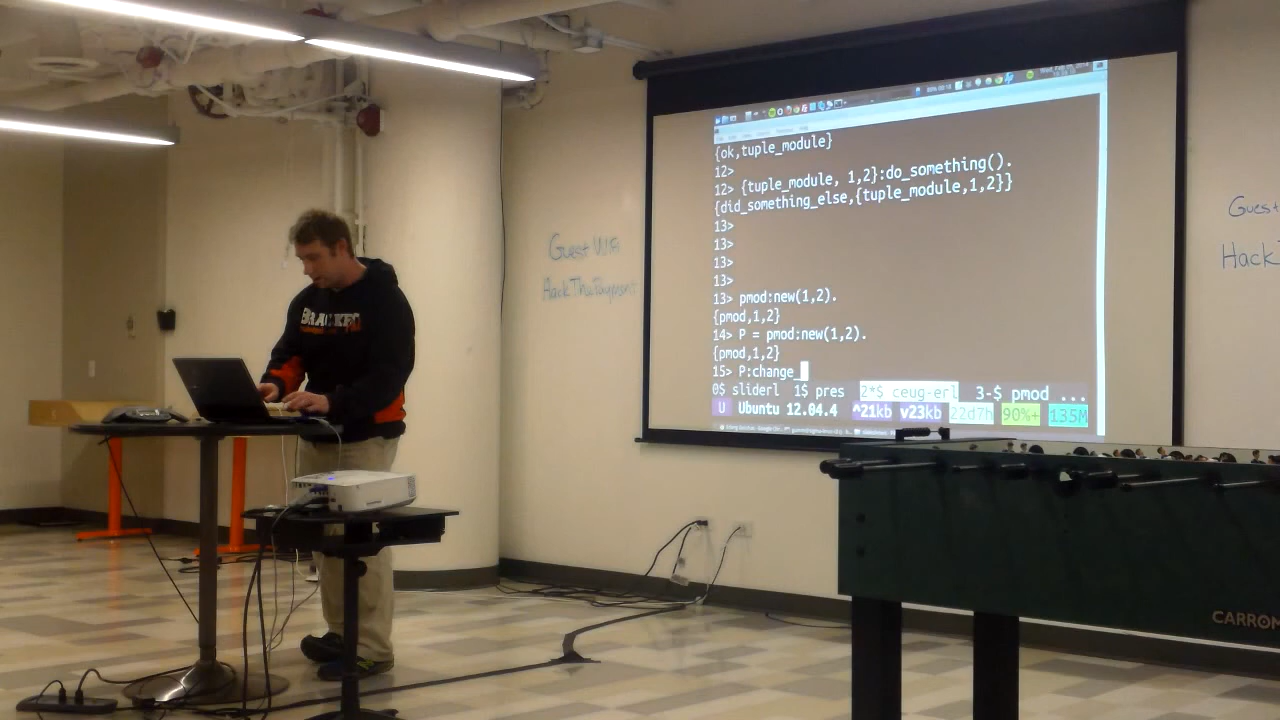 {ok,tuple_module}
12>
12> {tuple_module, 1,2}:do_something().
{did_something_else,{tuple_module,1,2}}
13>
13>
13>
13>
13> pmod:new(1,2).
{pmod,1,2}
14> P = pmod:new(1,2).
{pmod,1,2}
15> P:change_
0$ sliderl 1$ pres 2*$ ceug-erl 3-$ pmod ...
U Ubuntu 12.04.4 ^21kb v23kb 22d7h 90%+ 135M
Guest Wifi
Guest
Hack
CARROM